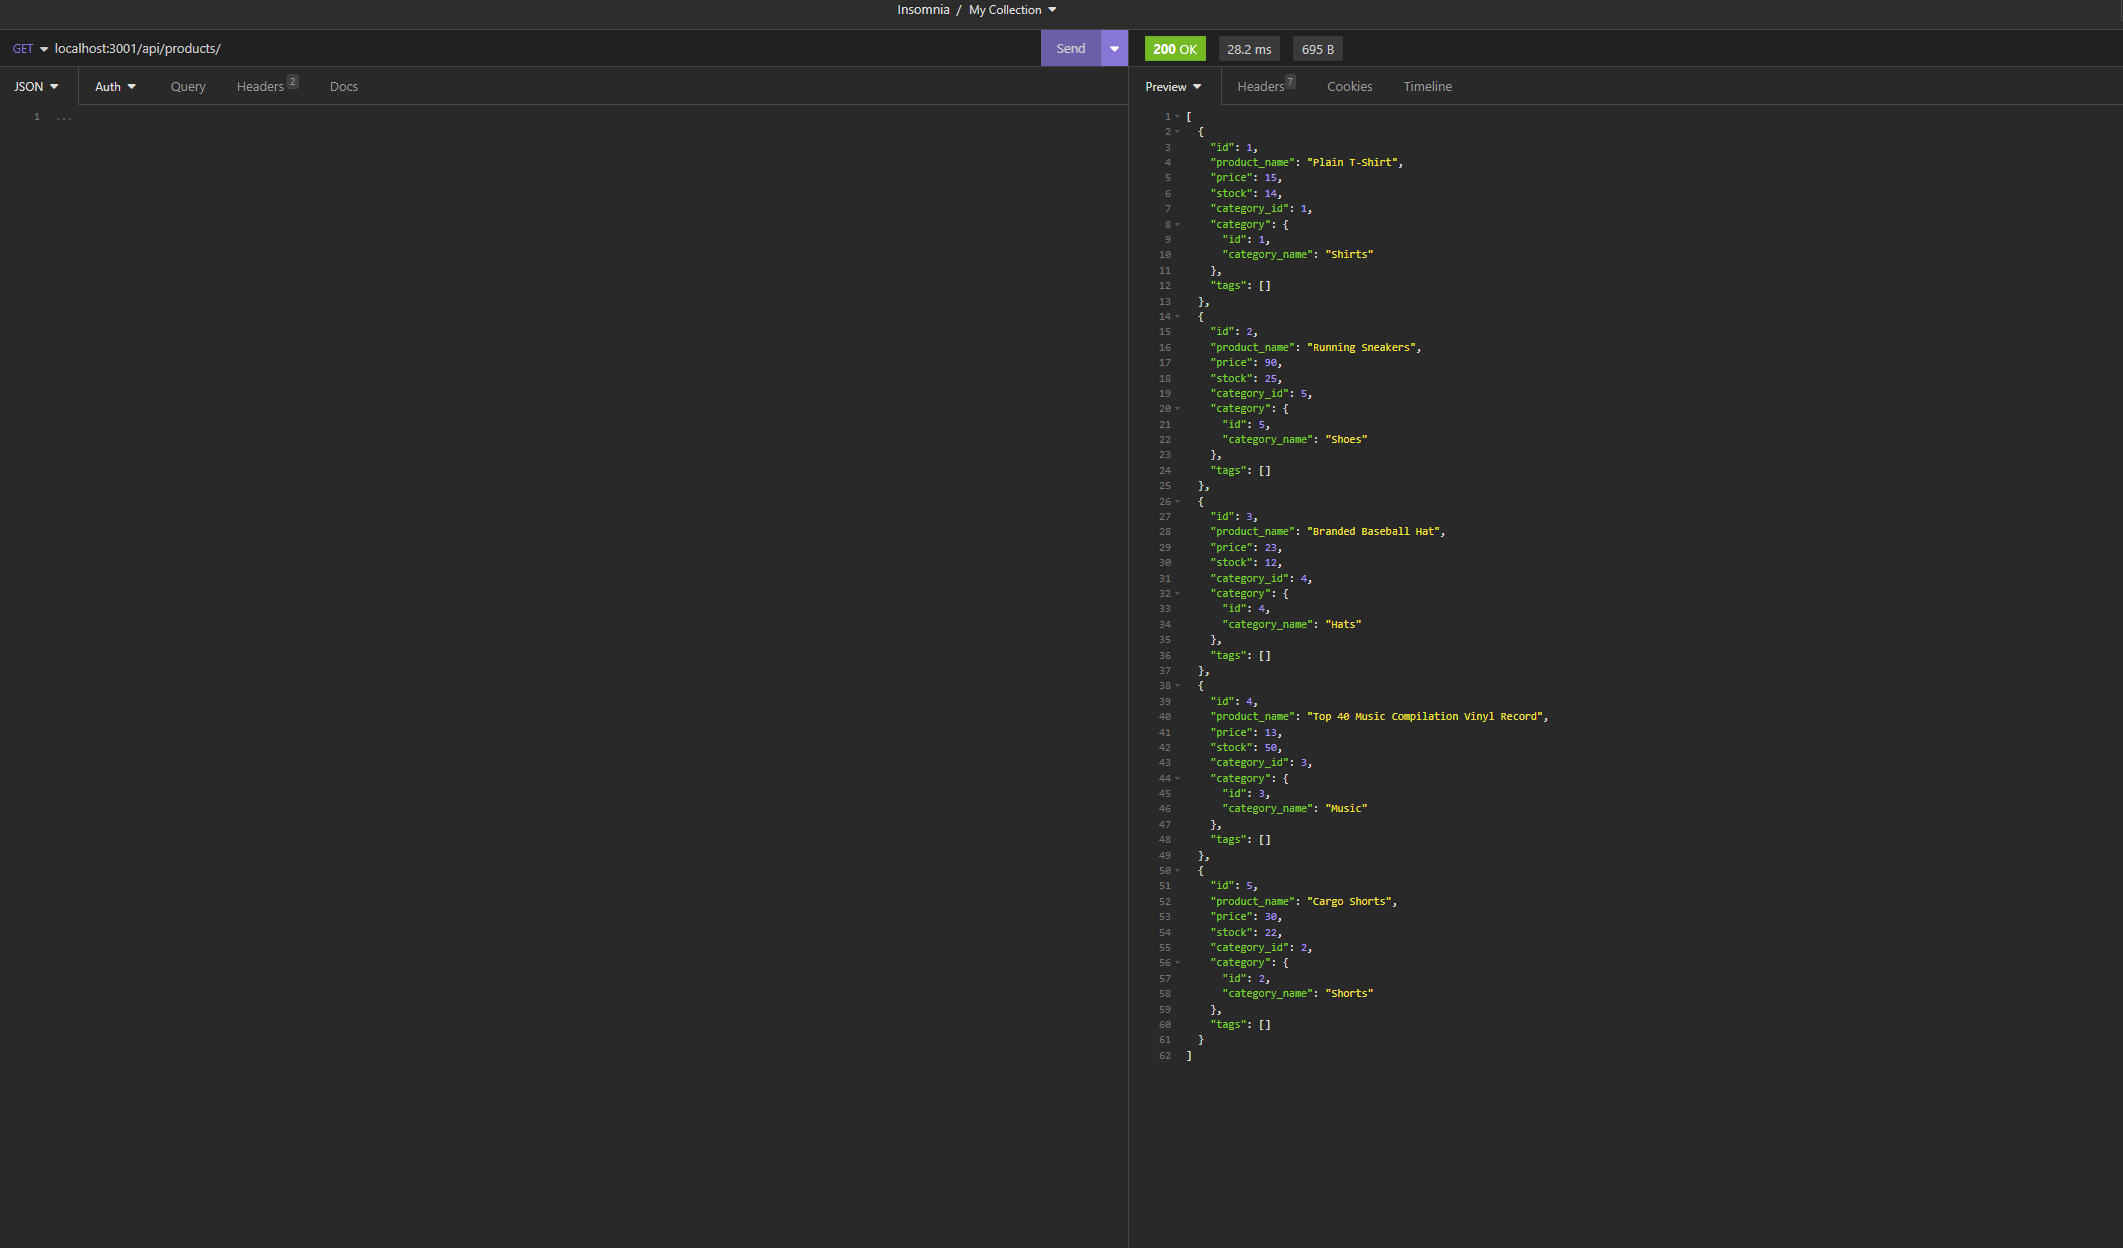 Insomnia / My Collection
GET localhost:3001/api/products/ Send
200 OK 28.2 ms 695 B
JSON Auth Query Headers 2 Docs
Preview Headers 7 Cookies Timeline
1 ...
1 [
2 {
3 "id": 1,
4 "product_name": "Plain T-Shirt",
5 "price": 15,
6 "stock": 14,
7 "category_id": 1,
8 "category": {
9 "id": 1,
10 "category_name": "Shirts"
11 },
12 "tags": []
13 },
14 {
15 "id": 2,
16 "product_name": "Running Sneakers",
17 "price": 90,
18 "stock": 25,
19 "category_id": 5,
20 "category": {
21 "id": 5,
22 "category_name": "Shoes"
23 },
24 "tags": []
25 },
26 {
27 "id": 3,
28 "product_name": "Branded Baseball Hat",
29 "price": 23,
30 "stock": 12,
31 "category_id": 4,
32 "category": {
33 "id": 4,
34 "category_name": "Hats"
35 },
36 "tags": []
37 },
38 {
39 "id": 4,
40 "product_name": "Top 40 Music Compilation Vinyl Record",
41 "price": 13,
42 "stock": 50,
43 "category_id": 3,
44 "category": {
45 "id": 3,
46 "category_name": "Music"
47 },
48 "tags": []
49 },
50 {
51 "id": 5,
52 "product_name": "Cargo Shorts",
53 "price": 30,
54 "stock": 22,
55 "category_id": 2,
56 "category": {
57 "id": 2,
58 "category_name": "Shorts"
59 },
60 "tags": []
61 }
62 ]